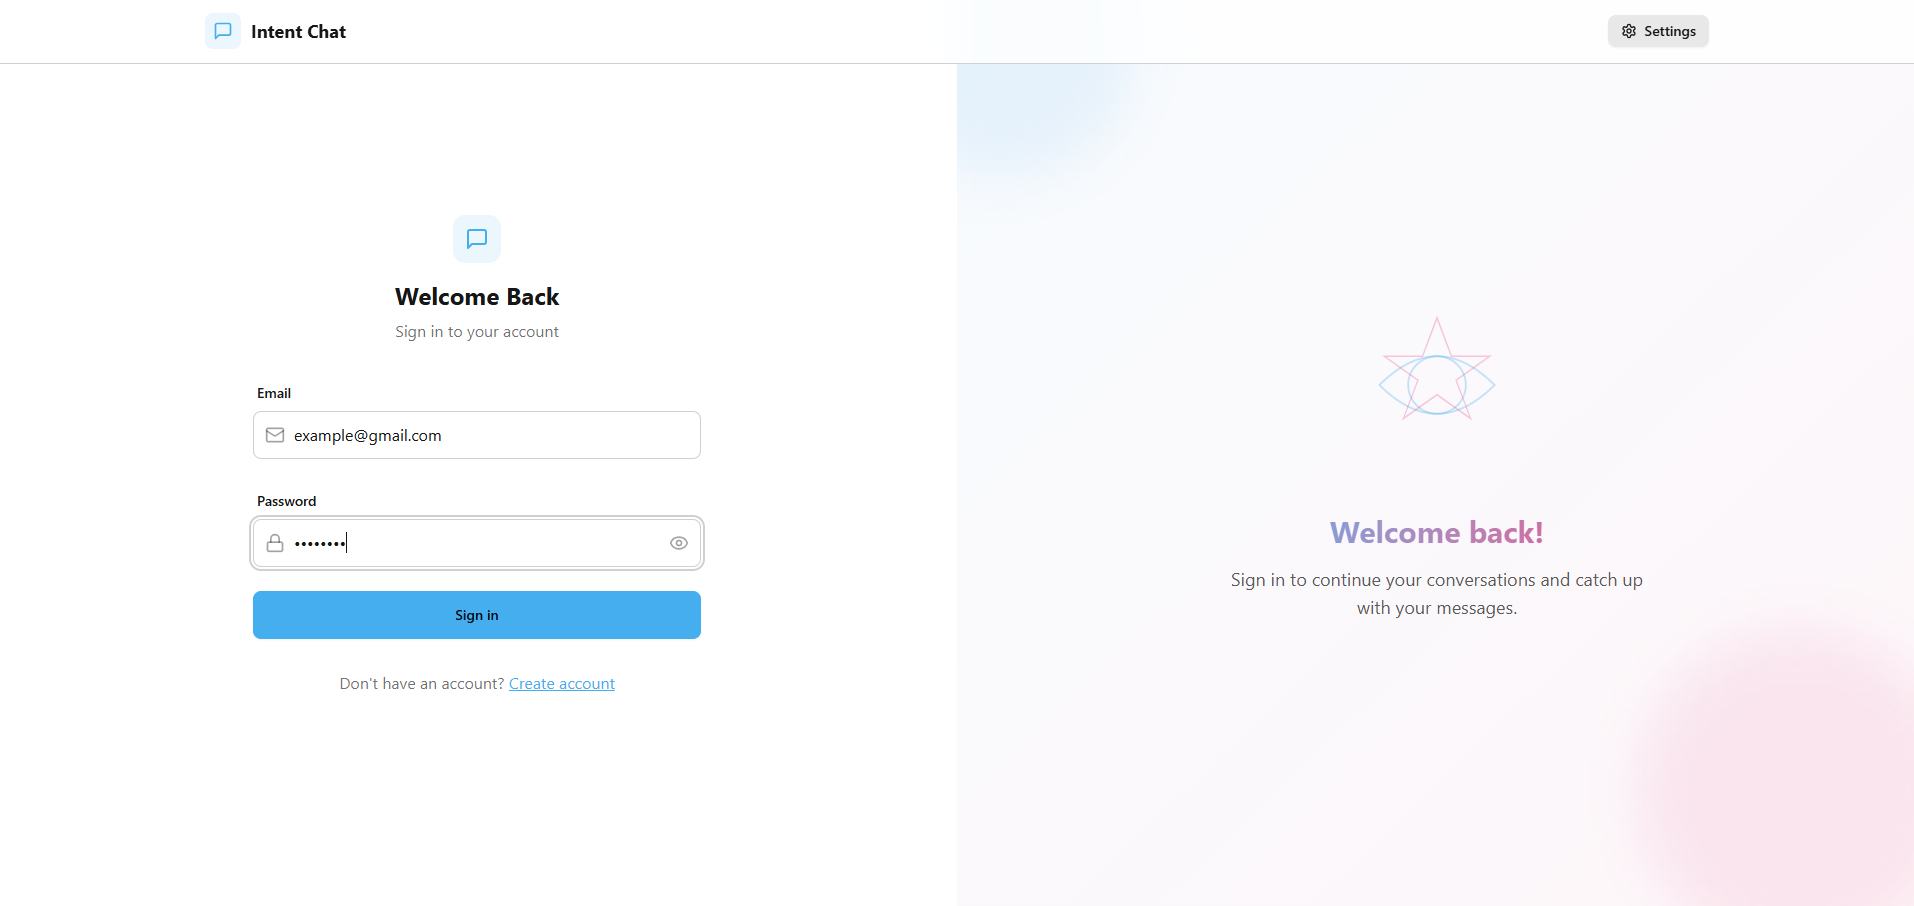 Intent Chat
Settings
Welcome Back
Sign in to your account
Email
example@gmail.com
Password
••••••••
Sign in
Don't have an account? Create account
Welcome back!
Sign in to continue your conversations and catch up
with your messages.